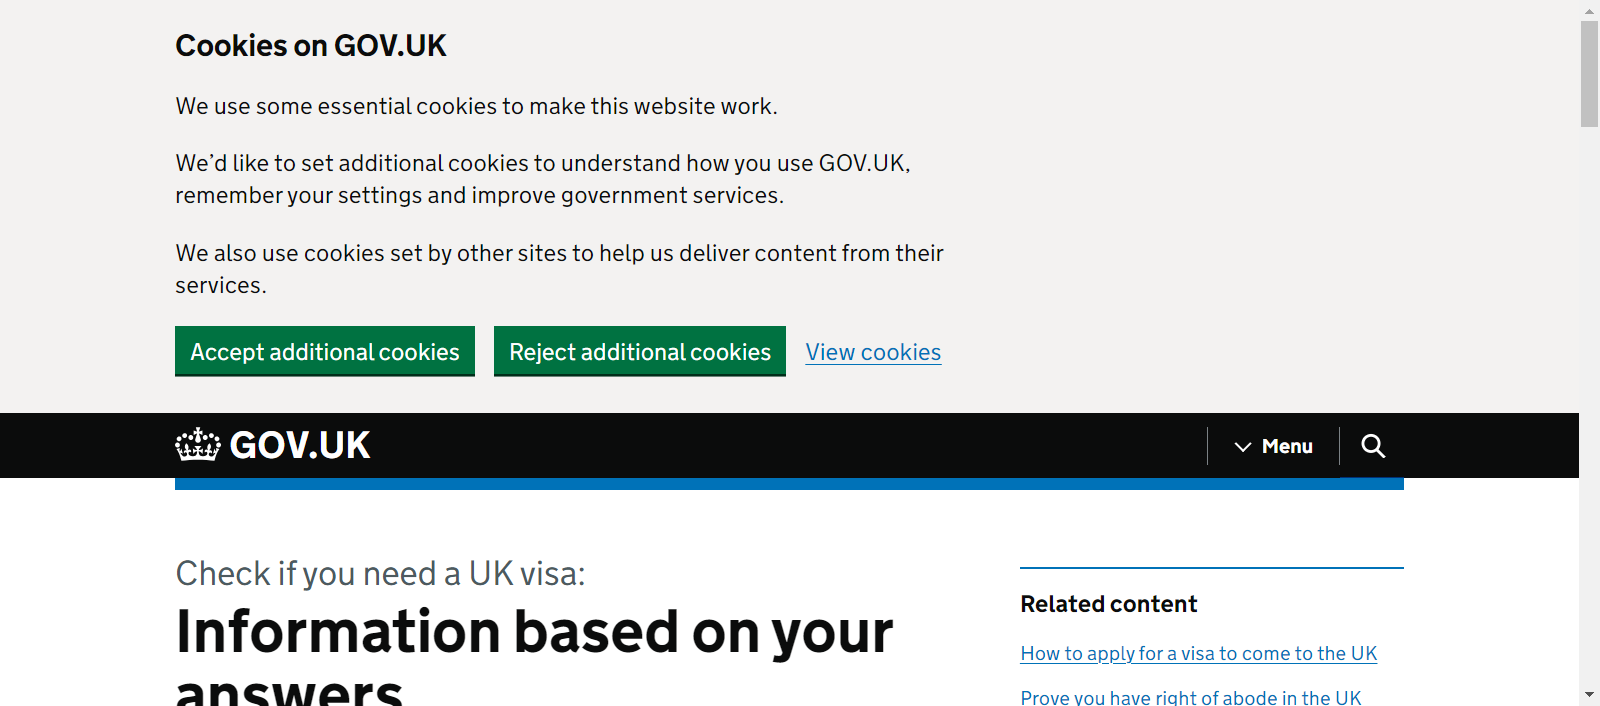 Cookies on GOV.UK
We use some essential cookies to make this website work.
We’d like to set additional cookies to understand how you use GOV.UK,
remember your settings and improve government services.
We also use cookies set by other sites to help us deliver content from their
services.
Accept additional cookies
Reject additional cookies
View cookies
GOV.UK
Menu
Check if you need a UK visa:
Information based on your
answers
Related content
How to apply for a visa to come to the UK
Prove you have right of abode in the UK